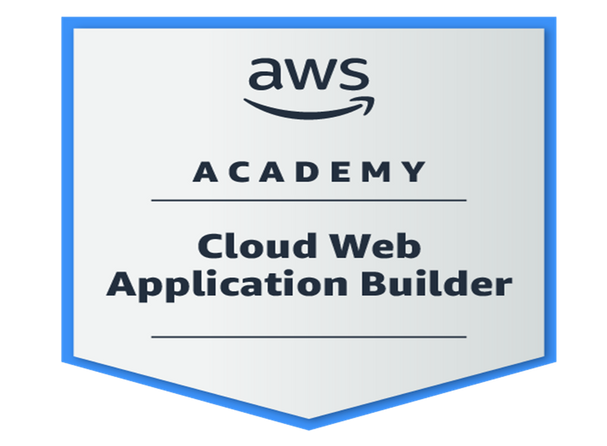 aws
ACADEMY
Cloud Web
Application Builder